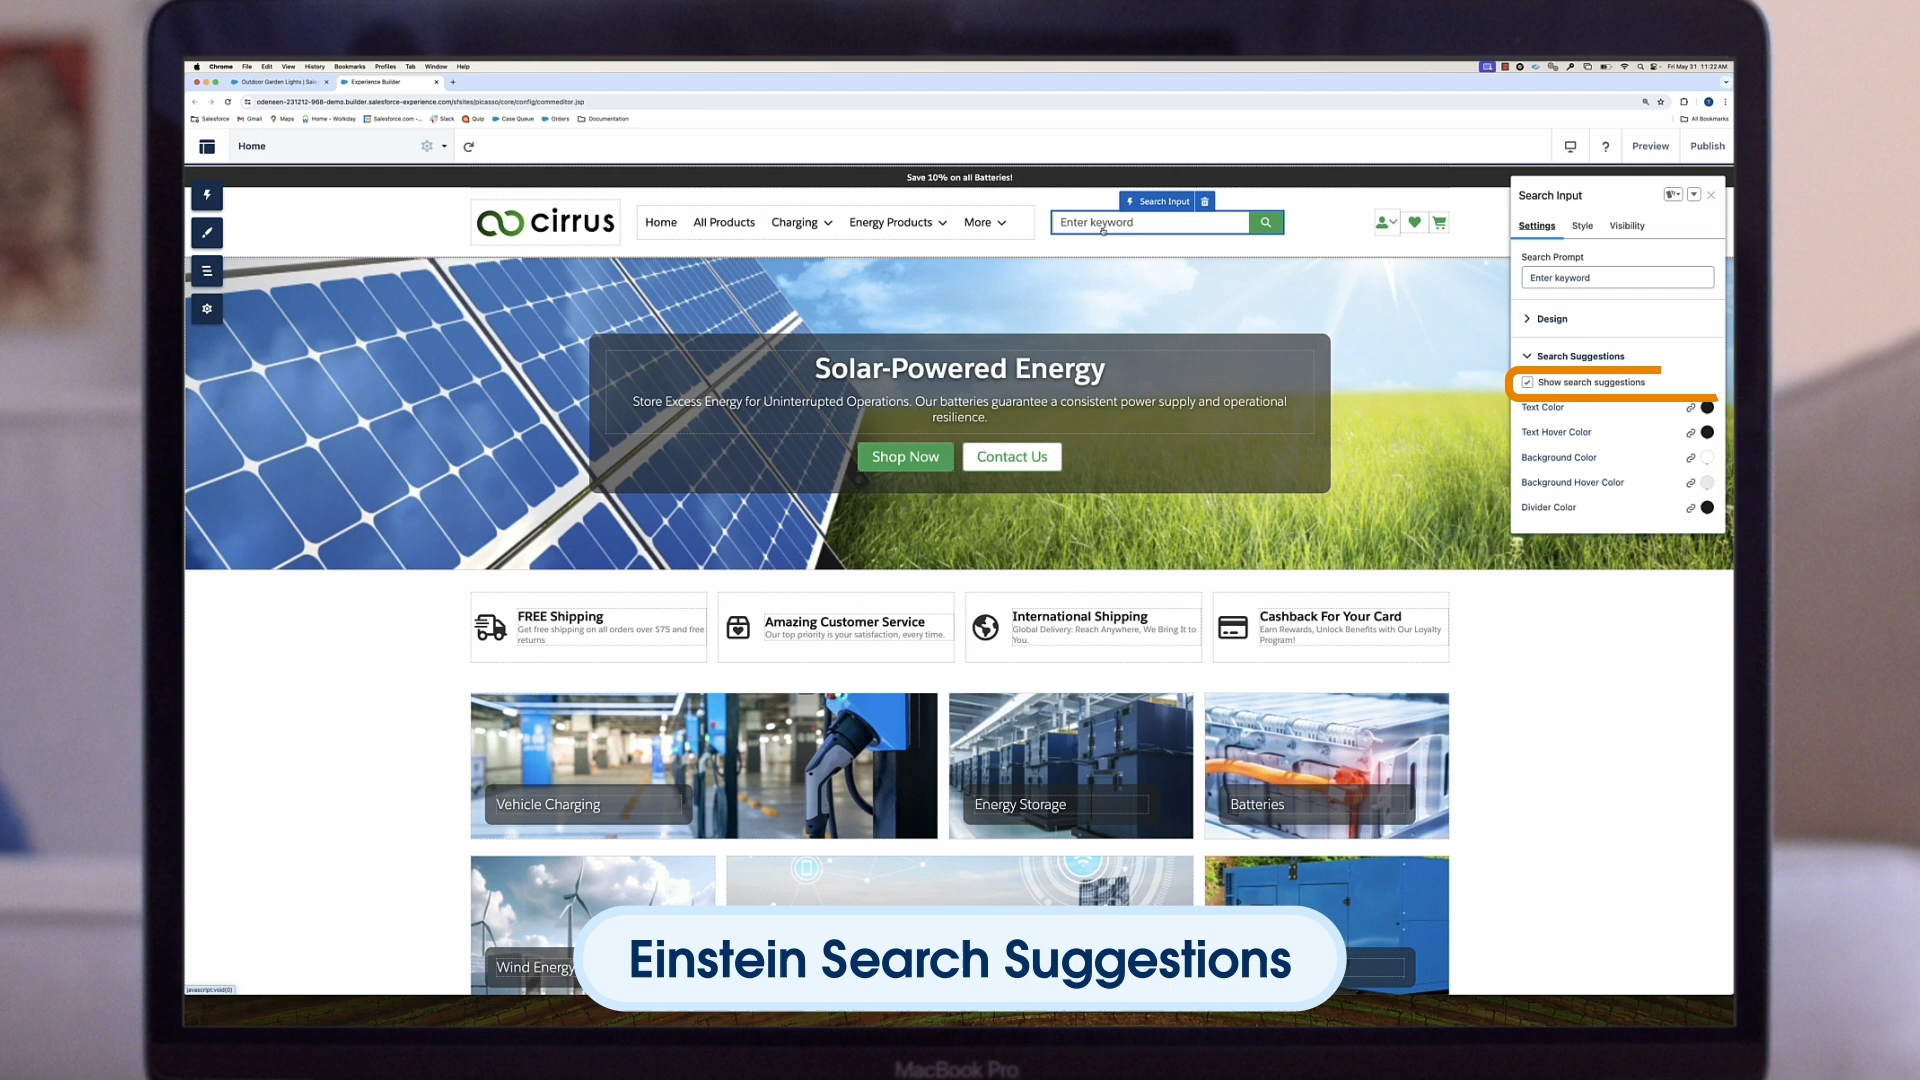 Chrome File Edit View History Bookmarks Profiles Tab Window Help
Fri May 31 11:22 AM
Outdoor Garden Lights | Sale
Experience Builder
odeneen-231212-968-demo.builder.salesforce-experience.com/sfsites/picasso/core/config/commeditor.jsp
Salesforce Gmail Maps Home - Workday Salesforce.com -... Slack Quip Case Queue Orders Documentation
All Bookmarks
Home
? Preview Publish
Save 10% on all Batteries!
Search Input
cirrus
Home All Products Charging Energy Products More
Enter keyword
Search Input
Settings Style Visibility
Search Prompt
Enter keyword
Design
Search Suggestions
Show search suggestions
Text Color
Text Hover Color
Background Color
Background Hover Color
Divider Color
Solar-Powered Energy
Store Excess Energy for Uninterrupted Operations. Our batteries guarantee a consistent power supply and operational
resilience.
Shop Now
Contact Us
FREE Shipping
Get free shipping on all orders over $75 and free
returns
Amazing Customer Service
Our top priority is your satisfaction, every time.
International Shipping
Global Delivery: Reach Anywhere, We Bring It to
You.
Cashback For Your Card
Earn Rewards, Unlock Benefits with Our Loyalty
Program!
Vehicle Charging
Energy Storage
Batteries
Wind Energy
Einstein Search Suggestions
javascript:void(0)
MacBook Pro